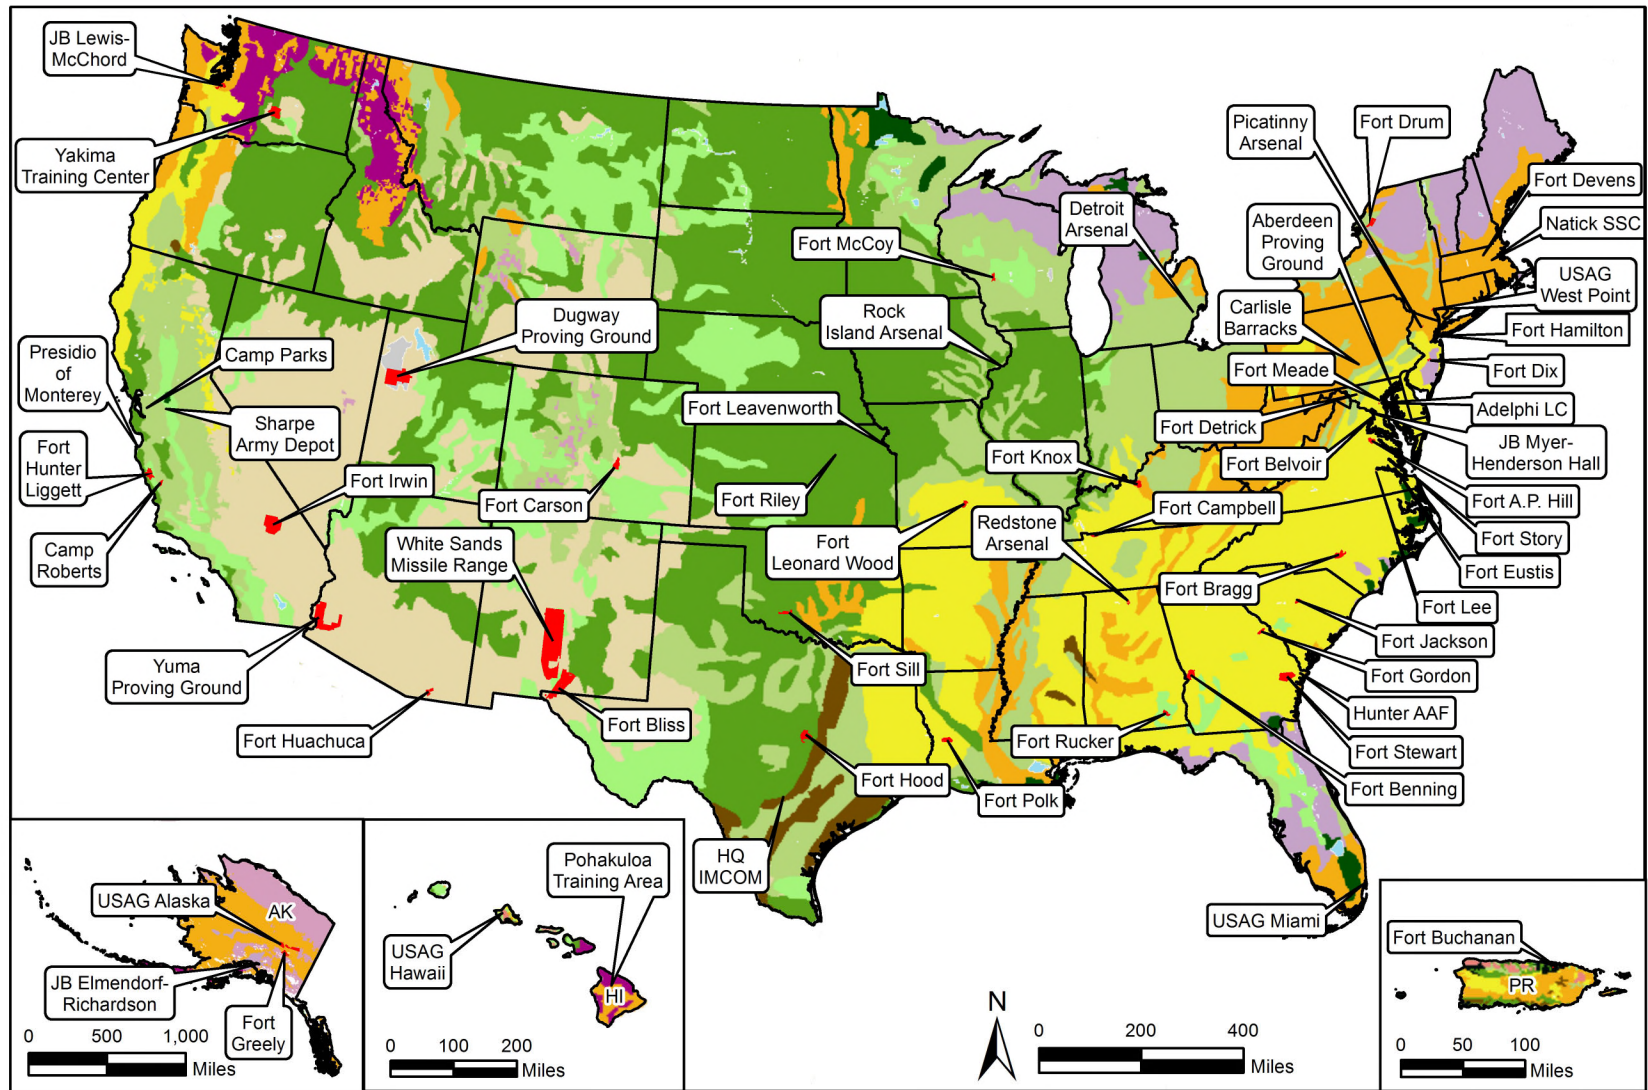 JB Lewis-
McChord
Yakima
Training Center
Picatinny
Arsenal
Fort Drum
Fort Devens
Natick SSC
Detroit
Arsenal
Aberdeen
Proving
Ground
Fort McCoy
USAG
West Point
Rock
Island Arsenal
Carlisle
Barracks
Fort Hamilton
Dugway
Proving Ground
Presidio
of
Monterey
Camp Parks
Fort Meade
Fort Dix
Sharpe
Army Depot
Fort Leavenworth
Adelphi LC
Fort Detrick
JB Myer-
Henderson Hall
Fort
Hunter
Liggett
Fort Irwin
Fort Carson
Fort Riley
Fort Knox
Fort Belvoir
Fort A.P. Hill
Camp
Roberts
White Sands
Missile Range
Fort
Leonard Wood
Redstone
Arsenal
Fort Campbell
Fort Story
Fort Eustis
Fort Bragg
Fort Lee
Fort Jackson
Yuma
Proving Ground
Fort Sill
Fort Gordon
Fort Huachuca
Fort Bliss
Fort Rucker
Hunter AAF
Fort Stewart
Fort Hood
Fort Polk
Fort Benning
HQ
IMCOM
USAG Miami
USAG Alaska
AK
JB Elmendorf-
Richardson
Fort
Greely
0 500 1,000
Miles
Pohakuloa
Training Area
USAG
Hawaii
HI
0 100 200
Miles
N
0 200 400
Miles
Fort Buchanan
PR
0 50 100
Miles